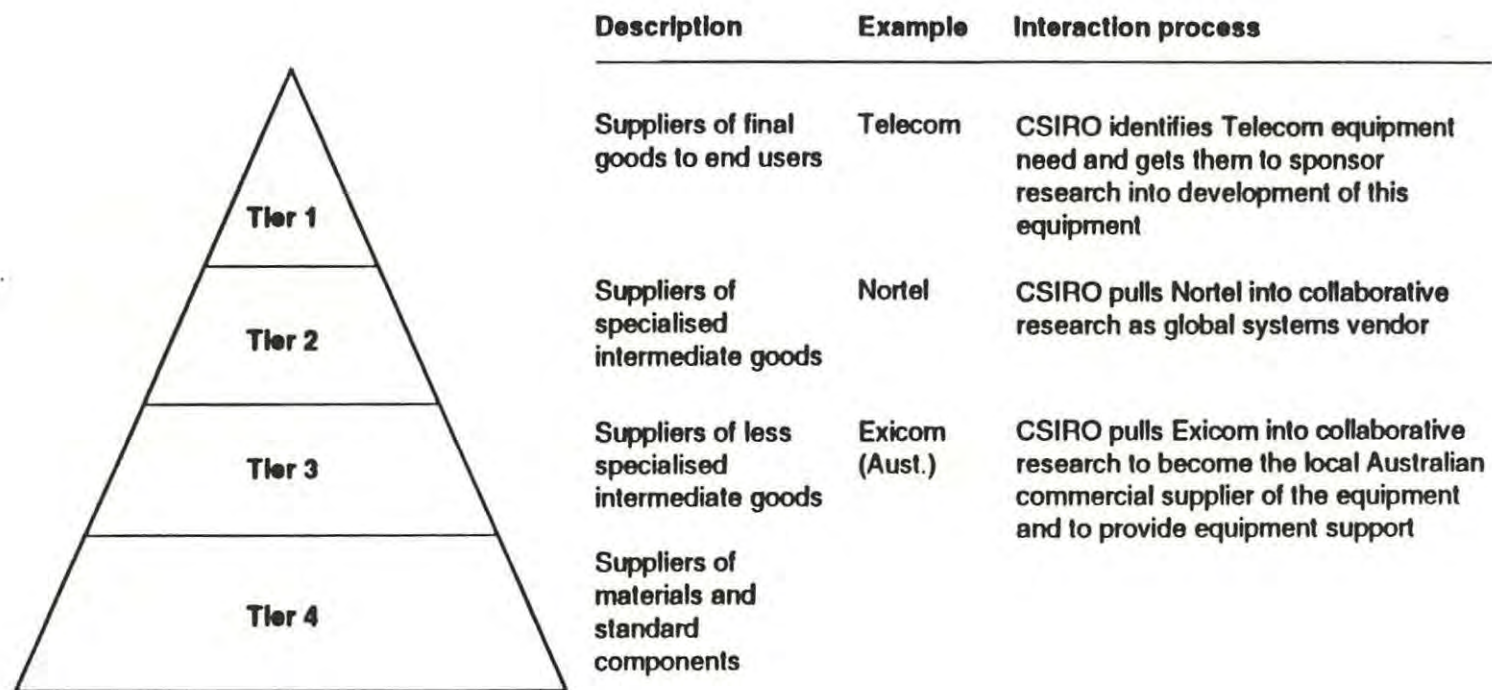 Description Example Interaction process
Suppliers of final Telecom CSIRO identifies Telecom equipment
goods to end users need and gets them to sponsor
research into development of this
equipment
Tier 1
Suppliers of Nortel CSIRO pulls Nortel into collaborative
specialised research as global systems vendor
intermediate goods
Tier 2
Suppliers of less Exicom CSIRO pulls Exicom into collaborative
specialised (Aust.) research to become the local Australian
intermediate goods commercial supplier of the equipment
and to provide equipment support
Tier 3
Suppliers of
materials and
standard
components
Tier 4